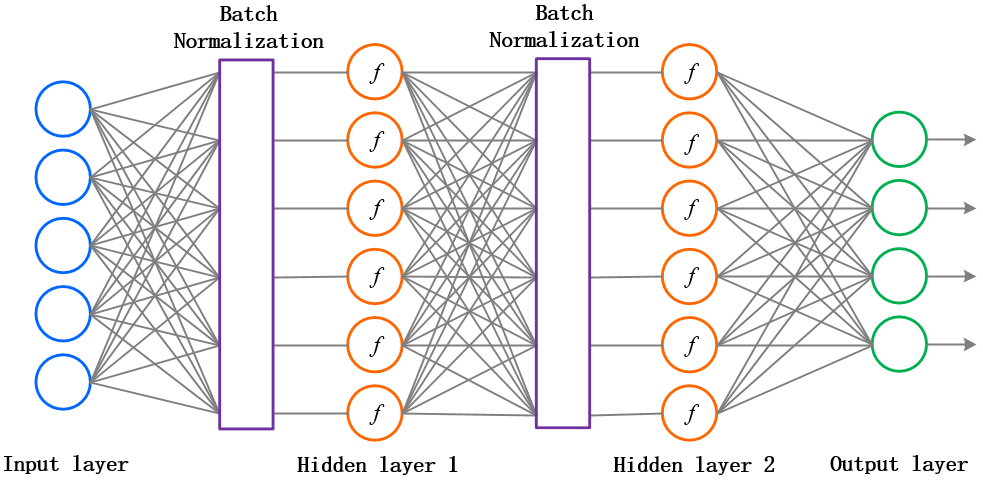 Batch
Normalization
Batch
Normalization
f
f
f
f
f
f
f
f
f
f
f
f
Input layer
Hidden layer 1
Hidden layer 2
Output layer